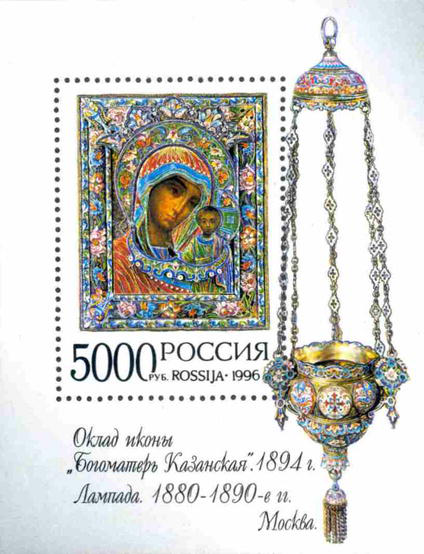 5000 РУБ. РОССИЯ
ROSSIJA · 1996
Оклад иконы
„Богоматерь Казанская". 1894 г.
Лампада. 1880-1890-е гг.
Москва.